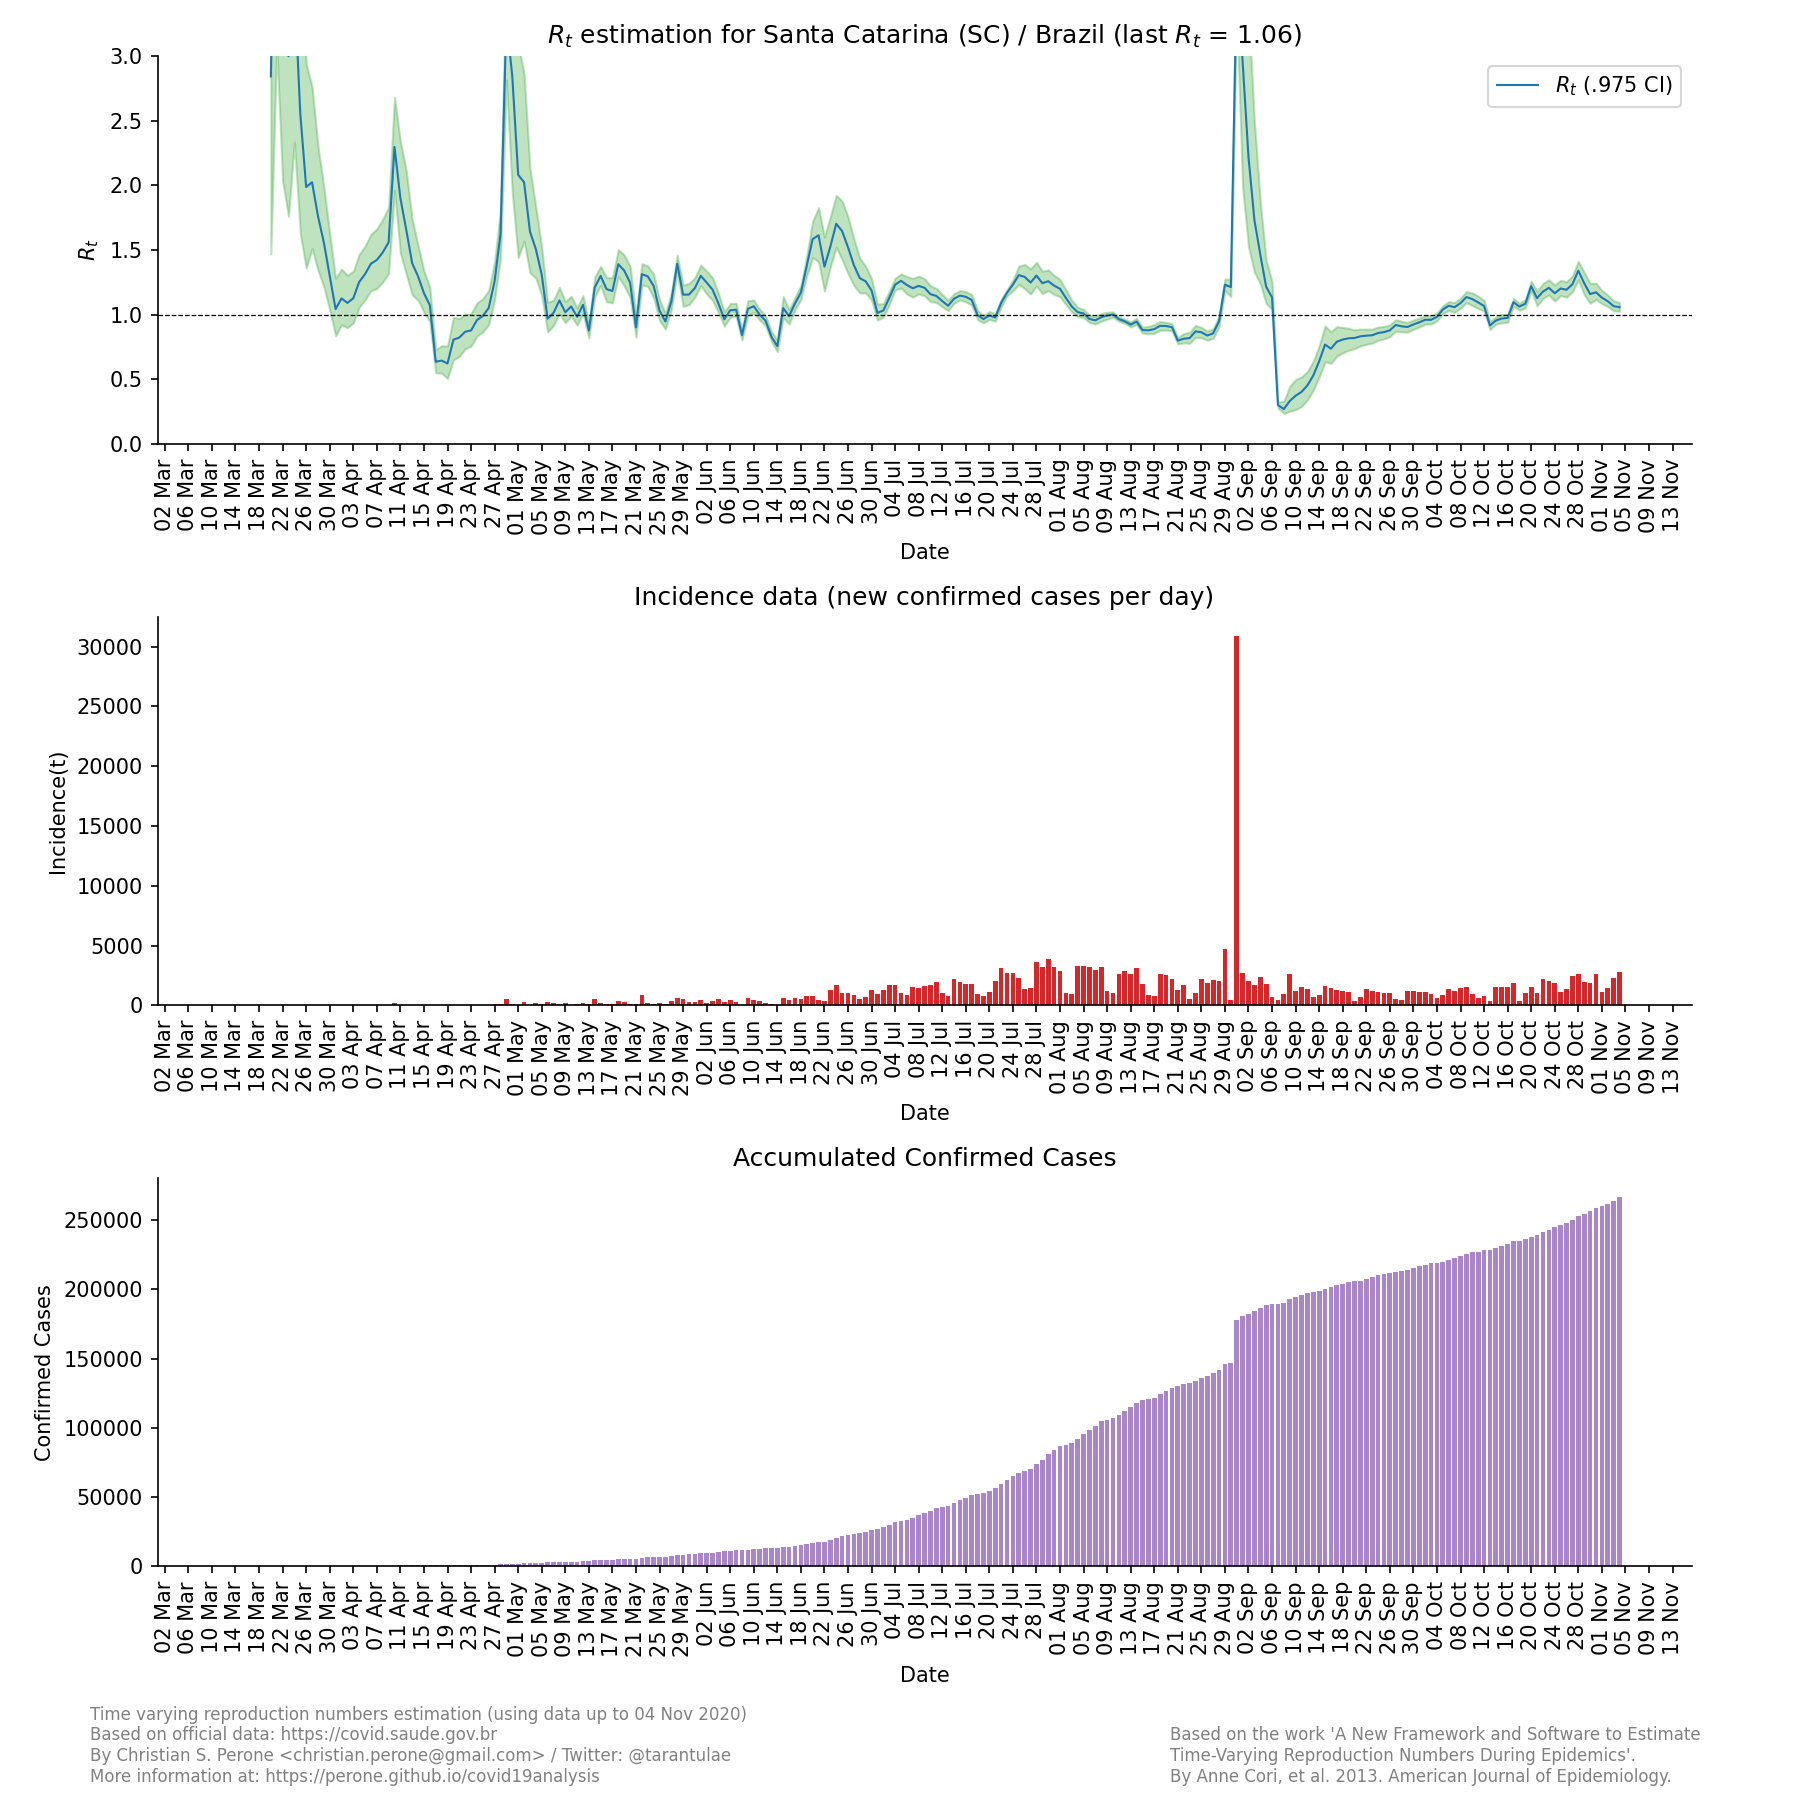 R_t estimation for Santa Catarina (SC) / Brazil (last R_t = 1.06)
3.0
2.5
2.0
1.5
1.0
0.5
0.0
R_t
R_t (.975 CI)
02 Mar 06 Mar 10 Mar 14 Mar 18 Mar 22 Mar 26 Mar 30 Mar 03 Apr 07 Apr 11 Apr 15 Apr 19 Apr 23 Apr 27 Apr 01 May 05 May 09 May 13 May 17 May 21 May 25 May 29 May 02 Jun 06 Jun 10 Jun 14 Jun 18 Jun 22 Jun 26 Jun 30 Jun 04 Jul 08 Jul 12 Jul 16 Jul 20 Jul 24 Jul 28 Jul 01 Aug 05 Aug 09 Aug 13 Aug 17 Aug 21 Aug 25 Aug 29 Aug 02 Sep 06 Sep 10 Sep 14 Sep 18 Sep 22 Sep 26 Sep 30 Sep 04 Oct 08 Oct 12 Oct 16 Oct 20 Oct 24 Oct 28 Oct 01 Nov 05 Nov 09 Nov 13 Nov
Date
Incidence data (new confirmed cases per day)
30000
25000
20000
15000
10000
5000
0
Incidence(t)
02 Mar 06 Mar 10 Mar 14 Mar 18 Mar 22 Mar 26 Mar 30 Mar 03 Apr 07 Apr 11 Apr 15 Apr 19 Apr 23 Apr 27 Apr 01 May 05 May 09 May 13 May 17 May 21 May 25 May 29 May 02 Jun 06 Jun 10 Jun 14 Jun 18 Jun 22 Jun 26 Jun 30 Jun 04 Jul 08 Jul 12 Jul 16 Jul 20 Jul 24 Jul 28 Jul 01 Aug 05 Aug 09 Aug 13 Aug 17 Aug 21 Aug 25 Aug 29 Aug 02 Sep 06 Sep 10 Sep 14 Sep 18 Sep 22 Sep 26 Sep 30 Sep 04 Oct 08 Oct 12 Oct 16 Oct 20 Oct 24 Oct 28 Oct 01 Nov 05 Nov 09 Nov 13 Nov
Date
Accumulated Confirmed Cases
250000
200000
150000
100000
50000
0
Confirmed Cases
02 Mar 06 Mar 10 Mar 14 Mar 18 Mar 22 Mar 26 Mar 30 Mar 03 Apr 07 Apr 11 Apr 15 Apr 19 Apr 23 Apr 27 Apr 01 May 05 May 09 May 13 May 17 May 21 May 25 May 29 May 02 Jun 06 Jun 10 Jun 14 Jun 18 Jun 22 Jun 26 Jun 30 Jun 04 Jul 08 Jul 12 Jul 16 Jul 20 Jul 24 Jul 28 Jul 01 Aug 05 Aug 09 Aug 13 Aug 17 Aug 21 Aug 25 Aug 29 Aug 02 Sep 06 Sep 10 Sep 14 Sep 18 Sep 22 Sep 26 Sep 30 Sep 04 Oct 08 Oct 12 Oct 16 Oct 20 Oct 24 Oct 28 Oct 01 Nov 05 Nov 09 Nov 13 Nov
Date
Time varying reproduction numbers estimation (using data up to 04 Nov 2020)
Based on official data: https://covid.saude.gov.br
By Christian S. Perone <christian.perone@gmail.com> / Twitter: @tarantulae
More information at: https://perone.github.io/covid19analysis
Based on the work 'A New Framework and Software to Estimate
Time-Varying Reproduction Numbers During Epidemics'.
By Anne Cori, et al. 2013. American Journal of Epidemiology.